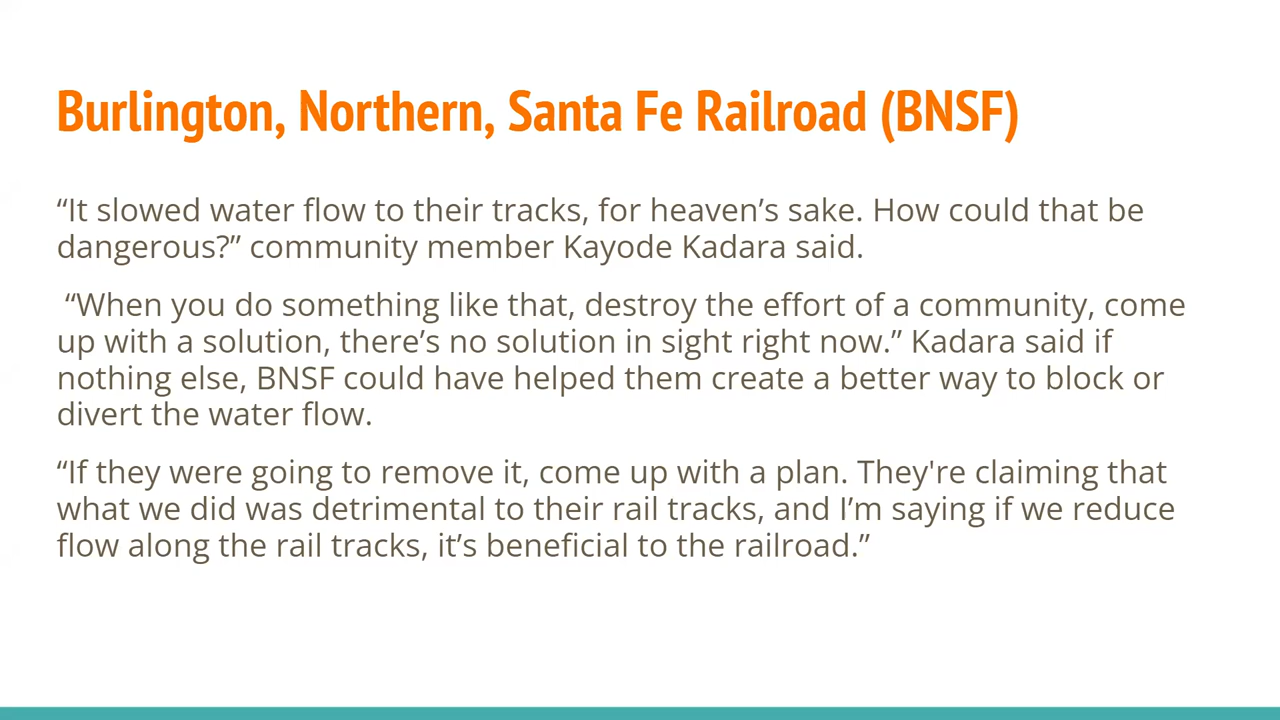 Burlington, Northern, Santa Fe Railroad (BNSF)
“It slowed water flow to their tracks, for heaven’s sake. How could that be
dangerous?” community member Kayode Kadara said.
“When you do something like that, destroy the effort of a community, come
up with a solution, there’s no solution in sight right now.” Kadara said if
nothing else, BNSF could have helped them create a better way to block or
divert the water flow.
“If they were going to remove it, come up with a plan. They're claiming that
what we did was detrimental to their rail tracks, and I’m saying if we reduce
flow along the rail tracks, it’s beneficial to the railroad.”